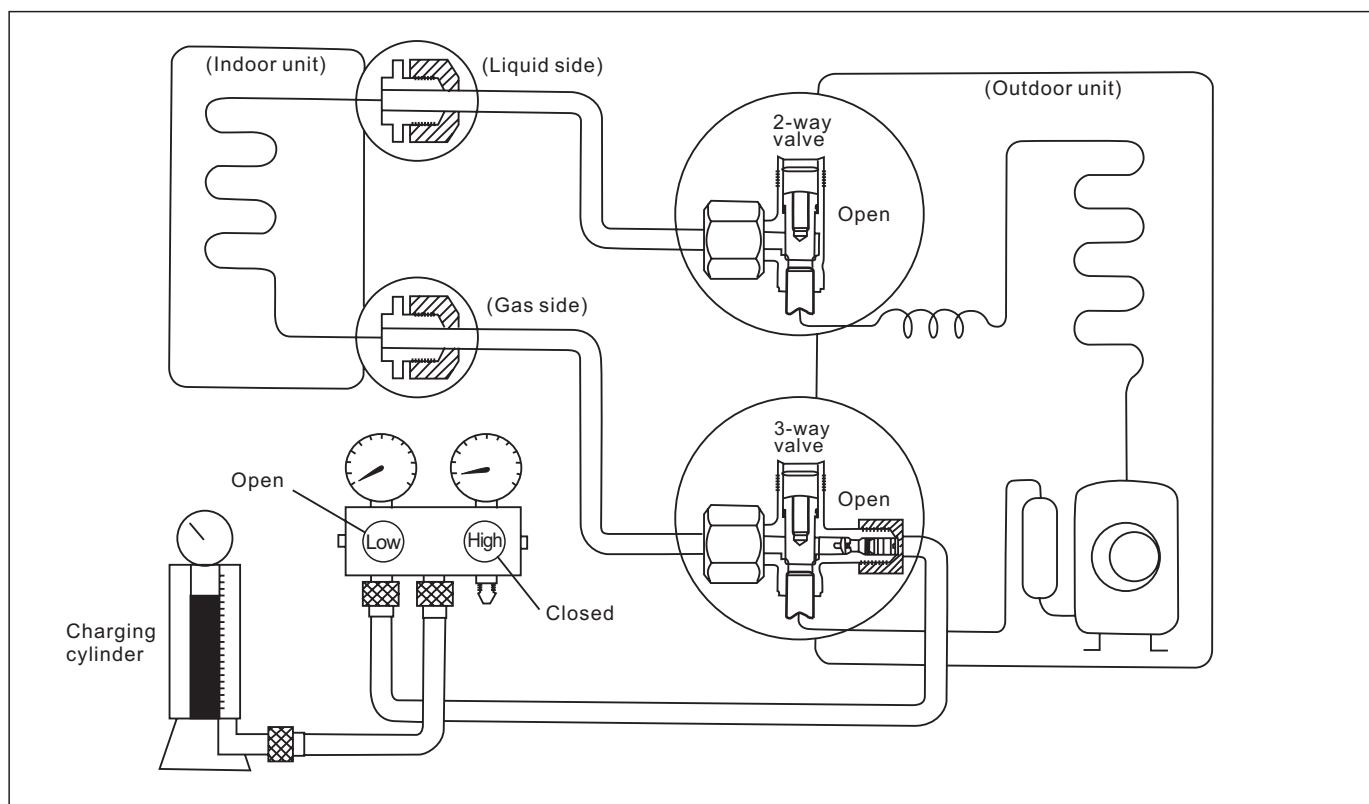 (Indoor unit)
(Liquid side)
(Outdoor unit)
2-way
valve
Open
(Gas side)
3-way
valve
Open
Open
Low
High
Closed
Charging
cylinder